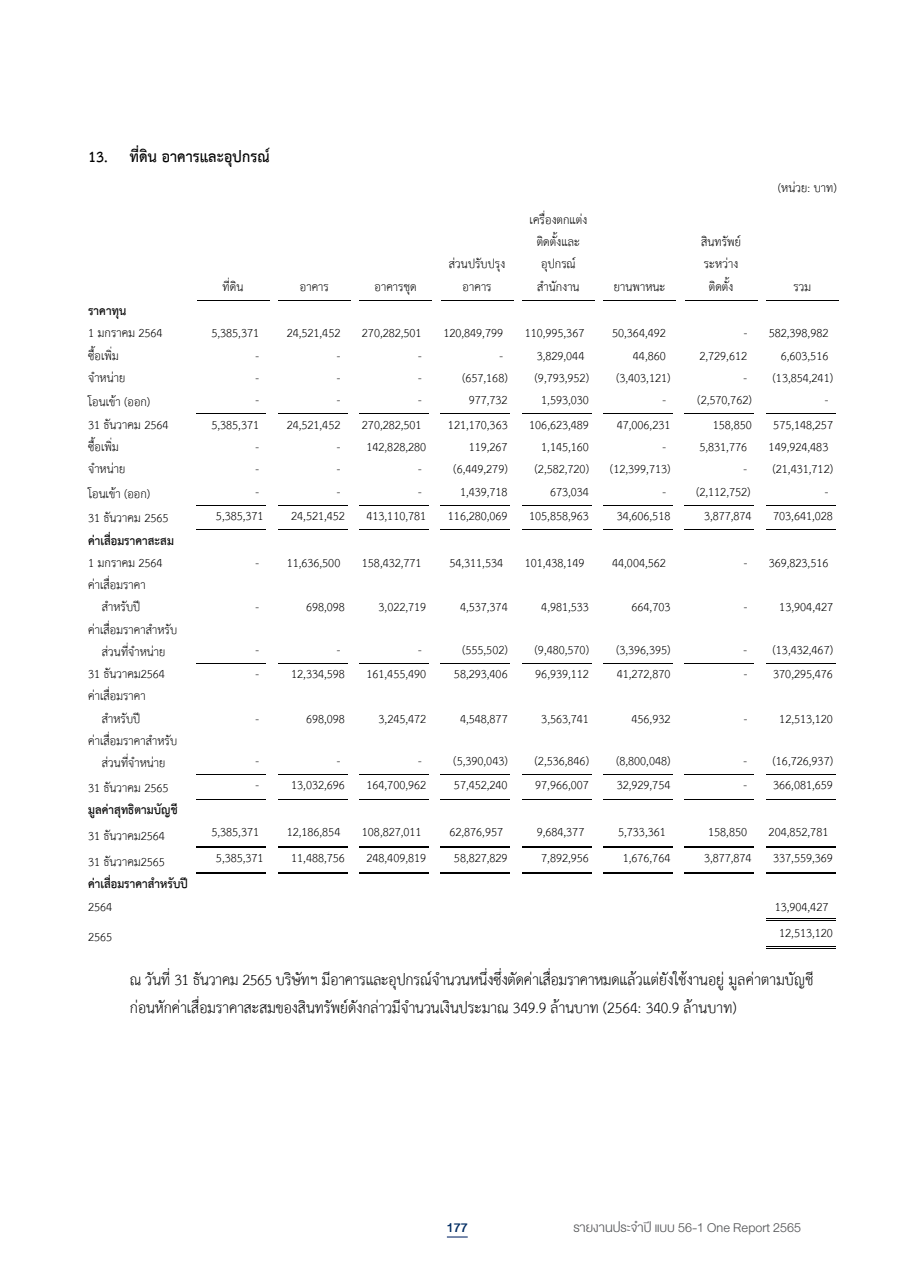 13. ที่ดิน อาคารและอุปกรณ์
(หน่วย: บาท)
เครื่องตกแต่ง
ติดตั้งและ สินทรัพย์
ส่วนปรับปรุง อุปกรณ์ ระหว่าง
ที่ดิน อาคาร อาคารชุด อาคาร สำนักงาน ยานพาหนะ ติดตั้ง รวม
ราคาทุน
1 มกราคม 2564 5,385,371 24,521,452 270,282,501 120,849,799 110,995,367 50,364,492 - 582,398,982
ซื้อเพิ่ม - - - - 3,829,044 44,860 2,729,612 6,603,516
จำหน่าย - - - (657,168) (9,793,952) (3,403,121) - (13,854,241)
โอนเข้า (ออก) - - - 977,732 1,593,030 - (2,570,762) -
31 ธันวาคม 2564 5,385,371 24,521,452 270,282,501 121,170,363 106,623,489 47,006,231 158,850 575,148,257
ซื้อเพิ่ม - - 142,828,280 119,267 1,145,160 - 5,831,776 149,924,483
จำหน่าย - - - (6,449,279) (2,582,720) (12,399,713) - (21,431,712)
โอนเข้า (ออก) - - - 1,439,718 673,034 - (2,112,752) -
31 ธันวาคม 2565 5,385,371 24,521,452 413,110,781 116,280,069 105,858,963 34,606,518 3,877,874 703,641,028
ค่าเสื่อมราคาสะสม
1 มกราคม 2564 - 11,636,500 158,432,771 54,311,534 101,438,149 44,004,562 - 369,823,516
ค่าเสื่อมราคา
สำหรับปี - 698,098 3,022,719 4,537,374 4,981,533 664,703 - 13,904,427
ค่าเสื่อมราคาสำหรับ
ส่วนที่จำหน่าย - - - (555,502) (9,480,570) (3,396,395) - (13,432,467)
31 ธันวาคม2564 - 12,334,598 161,455,490 58,293,406 96,939,112 41,272,870 - 370,295,476
ค่าเสื่อมราคา
สำหรับปี - 698,098 3,245,472 4,548,877 3,563,741 456,932 - 12,513,120
ค่าเสื่อมราคาสำหรับ
ส่วนที่จำหน่าย - - - (5,390,043) (2,536,846) (8,800,048) - (16,726,937)
31 ธันวาคม 2565 - 13,032,696 164,700,962 57,452,240 97,966,007 32,929,754 - 366,081,659
มูลค่าสุทธิตามบัญชี
31 ธันวาคม2564 5,385,371 12,186,854 108,827,011 62,876,957 9,684,377 5,733,361 158,850 204,852,781
31 ธันวาคม2565 5,385,371 11,488,756 248,409,819 58,827,829 7,892,956 1,676,764 3,877,874 337,559,369
ค่าเสื่อมราคาสำหรับปี
2564 13,904,427
2565 12,513,120
ณ วันที่ 31 ธันวาคม 2565 บริษัทฯ มีอาคารและอุปกรณ์จำนวนหนึ่งซึ่งตัดค่าเสื่อมราคาหมดแล้วแต่ยังใช้งานอยู่ มูลค่าตามบัญชี
ก่อนหักค่าเสื่อมราคาสะสมของสินทรัพย์ดังกล่าวมีจำนวนเงินประมาณ 349.9 ล้านบาท (2564: 340.9 ล้านบาท)
177 รายงานประจำปี แบบ 56-1 One Report 2565